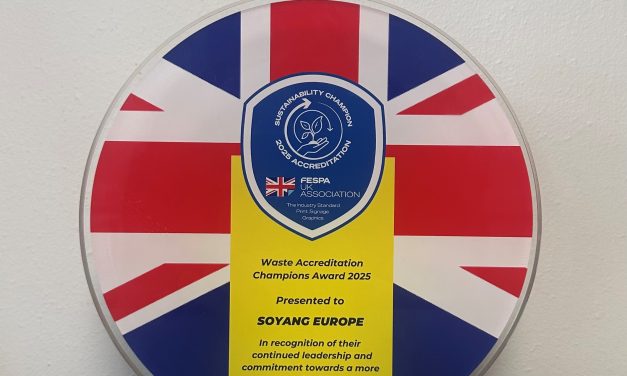 SUSTAINABILITY CHAMPION
2025 ACCREDITATION
FESPA
UK
ASSOCIATION
The Industry Standard
Print, Signage
Graphics
Waste Accreditation
Champions Award 2025
Presented to
SOYANG EUROPE
In recognition of their
continued leadership and
commitment towards a more